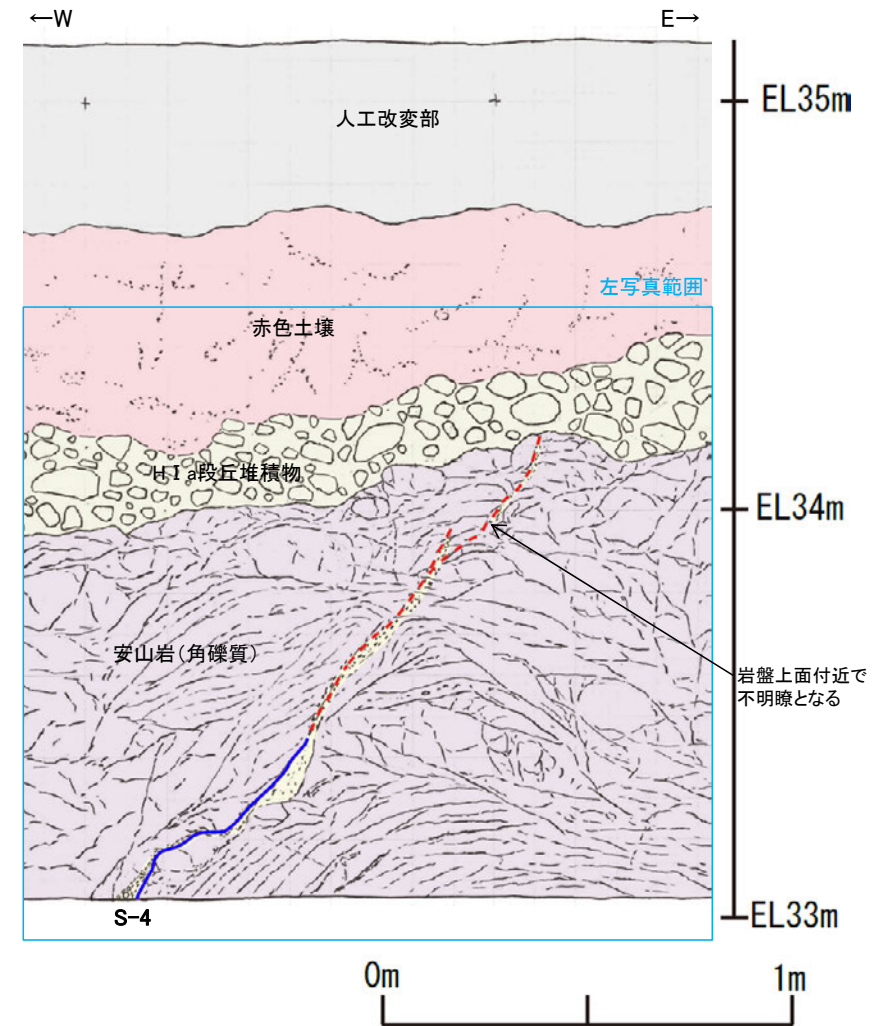 ←W
E→
EL35m
人工改変部
左写真範囲
赤色土壌
HⅠa段丘堆積物
EL34m
安山岩(角礫質)
岩盤上面付近で
不明瞭となる
S-4
EL33m
0m
1m